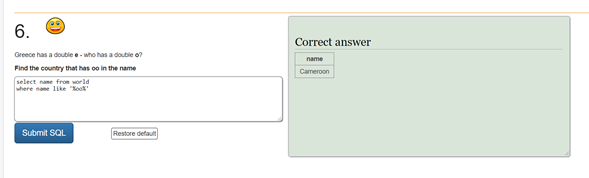 6.
Greece has a double e - who has a double o?
Find the country that has oo in the name
select name from world
where name like '%oo%'
Submit SQL
Restore default
Correct answer
name
Cameroon